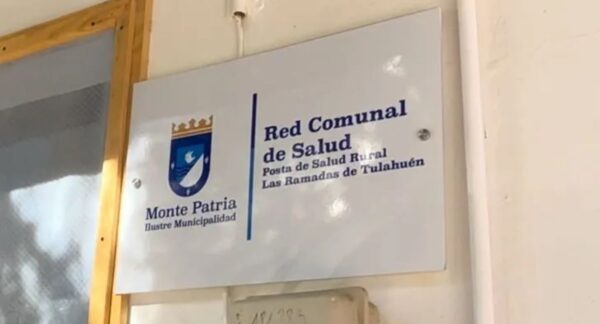 Monte Patria
Ilustre Municipalidad
Red Comunal
de Salud
Posta de Salud Rural
Las Ramadas de Tulahuén